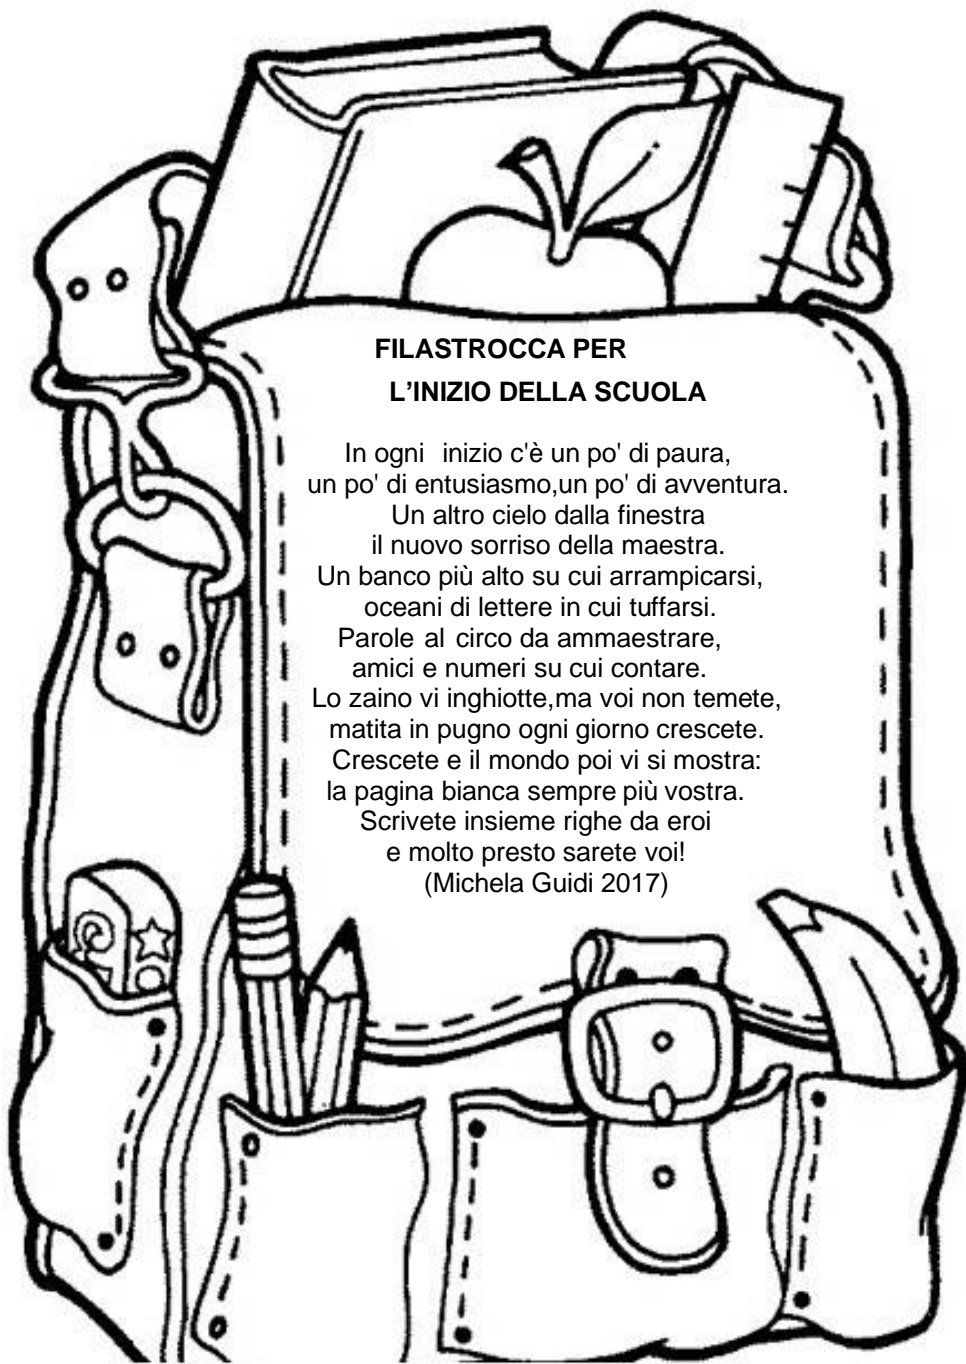 FILASTROCCA PER
L’INIZIO DELLA SCUOLA
In ogni inizio c'è un po' di paura,
un po' di entusiasmo,un po' di avventura.
Un altro cielo dalla finestra
il nuovo sorriso della maestra.
Un banco più alto su cui arrampicarsi,
oceani di lettere in cui tuffarsi.
Parole al circo da ammaestrare,
amici e numeri su cui contare.
Lo zaino vi inghiotte,ma voi non temete,
matita in pugno ogni giorno crescete.
Crescete e il mondo poi vi si mostra:
la pagina bianca sempre più vostra.
Scrivete insieme righe da eroi
e molto presto sarete voi!
(Michela Guidi 2017)